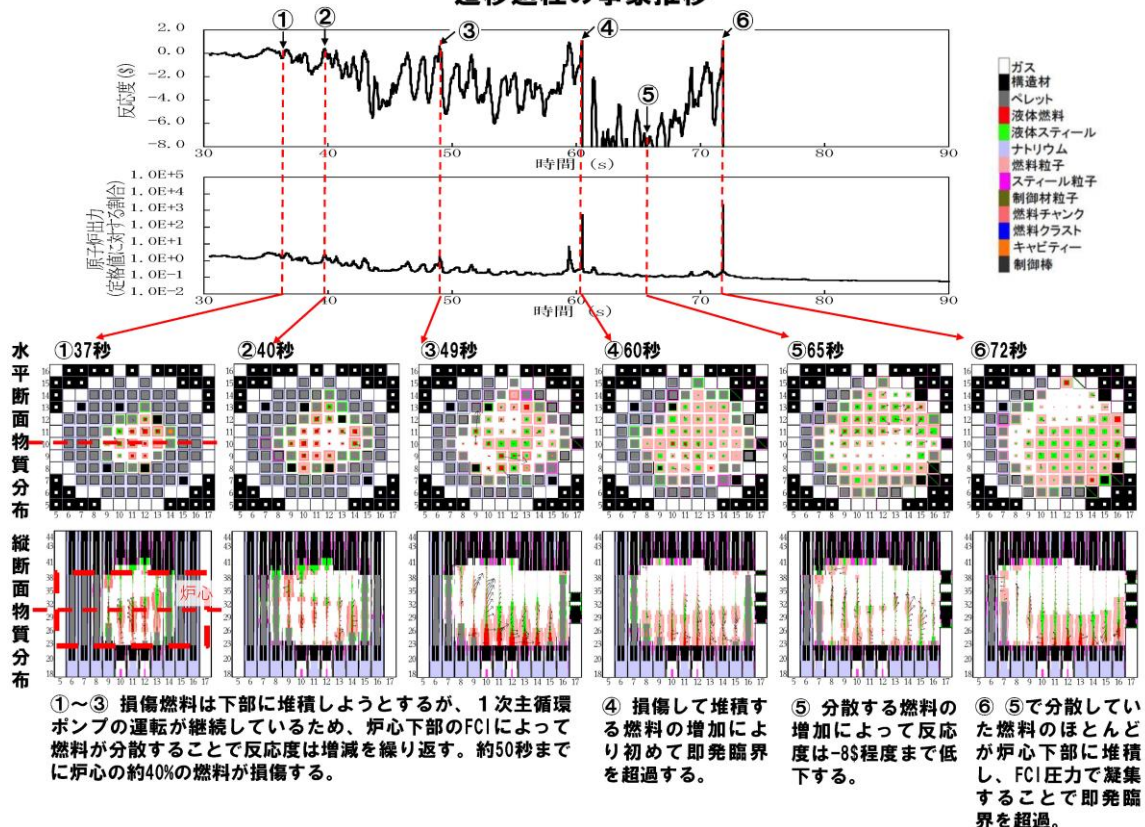 ① ② ③ ④ ⑤ ⑥
2.0
0.0
-2.0
-4.0
-6.0
-8.0
反応度($)
30 40 50 60 70 80 90
時間 (s)
1.0E+5
1.0E+4
1.0E+3
1.0E+2
1.0E+1
1.0E+0
1.0E-1
1.0E-2
原子炉出力
(定格値に対する割合)
30 40 50 60 70 80 90
時間 (s)
ガス
構造材
ペレット
液体燃料
液体スティール
ナトリウム
燃料粒子
スティール粒子
制御材粒子
燃料チャンク
燃料クラスト
キャビティー
制御棒
水平断面物質分布
①37秒 ②40秒 ③49秒 ④60秒 ⑤65秒 ⑥72秒
縦断面物質分布
炉心
①～③ 損傷燃料は下部に堆積しようとするが、１次主循環
ポンプの運転が継続しているため、炉心下部のFCIによって
燃料が分散することで反応度は増減を繰り返す。約50秒まで
に炉心の約40%の燃料が損傷する。
④ 損傷して堆積す
る燃料の増加によ
り初めて即発臨界
を超過する。
⑤ 分散する燃料の
増加によって反応
度は-8$程度まで低
下する。
⑥ ⑤で分散してい
た燃料のほとんど
が炉心下部に堆積
し、FCI圧力で凝集
することで即発臨
界を超過。